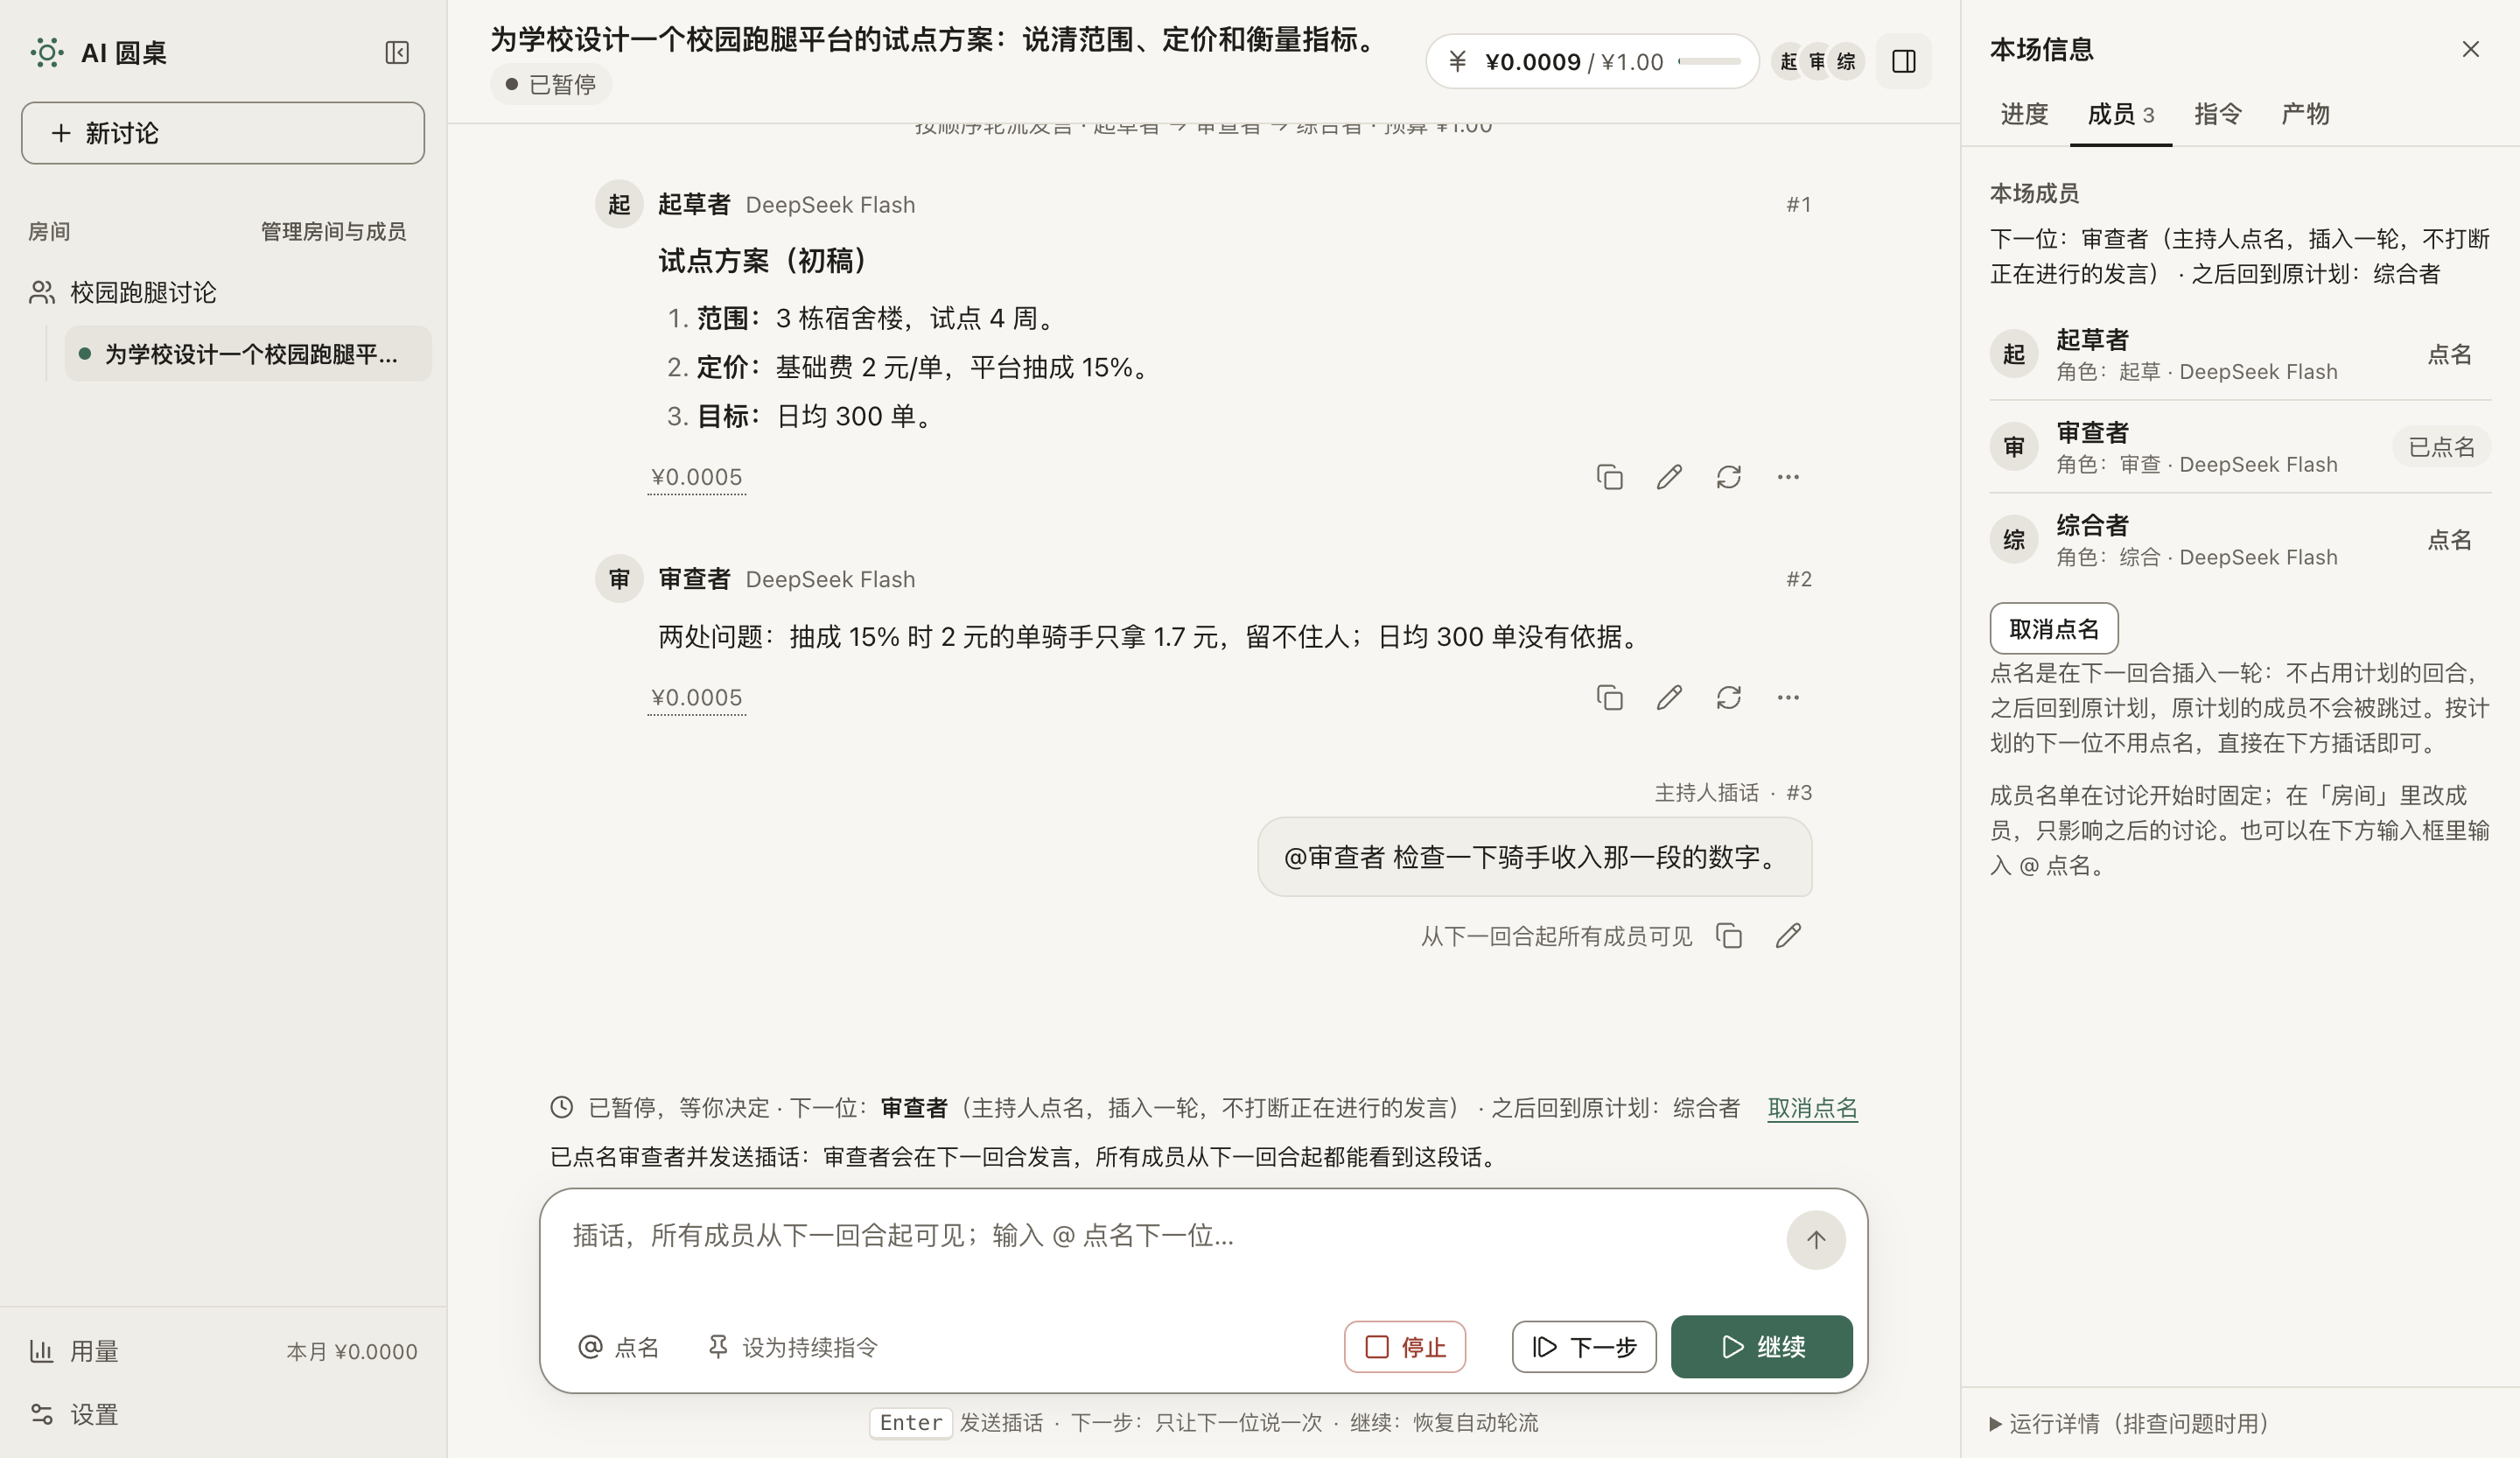 AI 圆桌
新讨论
房间
管理房间与成员
校园跑腿讨论
为学校设计一个校园跑腿平...
用量
本月 ¥0.0000
设置
为学校设计一个校园跑腿平台的试点方案：说清范围、定价和衡量指标。
已暂停
¥0.0009 / ¥1.00
起 审 综
按顺序轮流发言 · 起草者 → 审查者 → 综合者 · 预算 ¥1.00
起 起草者 DeepSeek Flash #1
试点方案（初稿）
1. 范围：3 栋宿舍楼，试点 4 周。
2. 定价：基础费 2 元/单，平台抽成 15%。
3. 目标：日均 300 单。
¥0.0005
审 审查者 DeepSeek Flash #2
两处问题：抽成 15% 时 2 元的单骑手只拿 1.7 元，留不住人；日均 300 单没有依据。
¥0.0005
主持人插话 · #3
@审查者 检查一下骑手收入那一段的数字。
从下一回合起所有成员可见
已暂停，等你决定 · 下一位：审查者（主持人点名，插入一轮，不打断正在进行的发言） · 之后回到原计划：综合者 取消点名
已点名审查者并发送插话：审查者会在下一回合发言，所有成员从下一回合起都能看到这段话。
插话，所有成员从下一回合起可见；输入 @ 点名下一位...
点名
设为持续指令
停止
下一步
继续
Enter 发送插话 · 下一步：只让下一位说一次 · 继续：恢复自动轮流
本场信息
进度 成员 3 指令 产物
本场成员
下一位：审查者（主持人点名，插入一轮，不打断
正在进行的发言） · 之后回到原计划：综合者
起 起草者 点名
角色：起草 · DeepSeek Flash
审 审查者 已点名
角色：审查 · DeepSeek Flash
综 综合者 点名
角色：综合 · DeepSeek Flash
取消点名
点名是在下一回合插入一轮：不占用计划的回合，
之后回到原计划，原计划的成员不会被跳过。按计
划的下一位不用点名，直接在下方插话即可。
成员名单在讨论开始时固定；在「房间」里改成
员，只影响之后的讨论。也可以在下方输入框里输
入 @ 点名。
运行详情（排查问题时用）